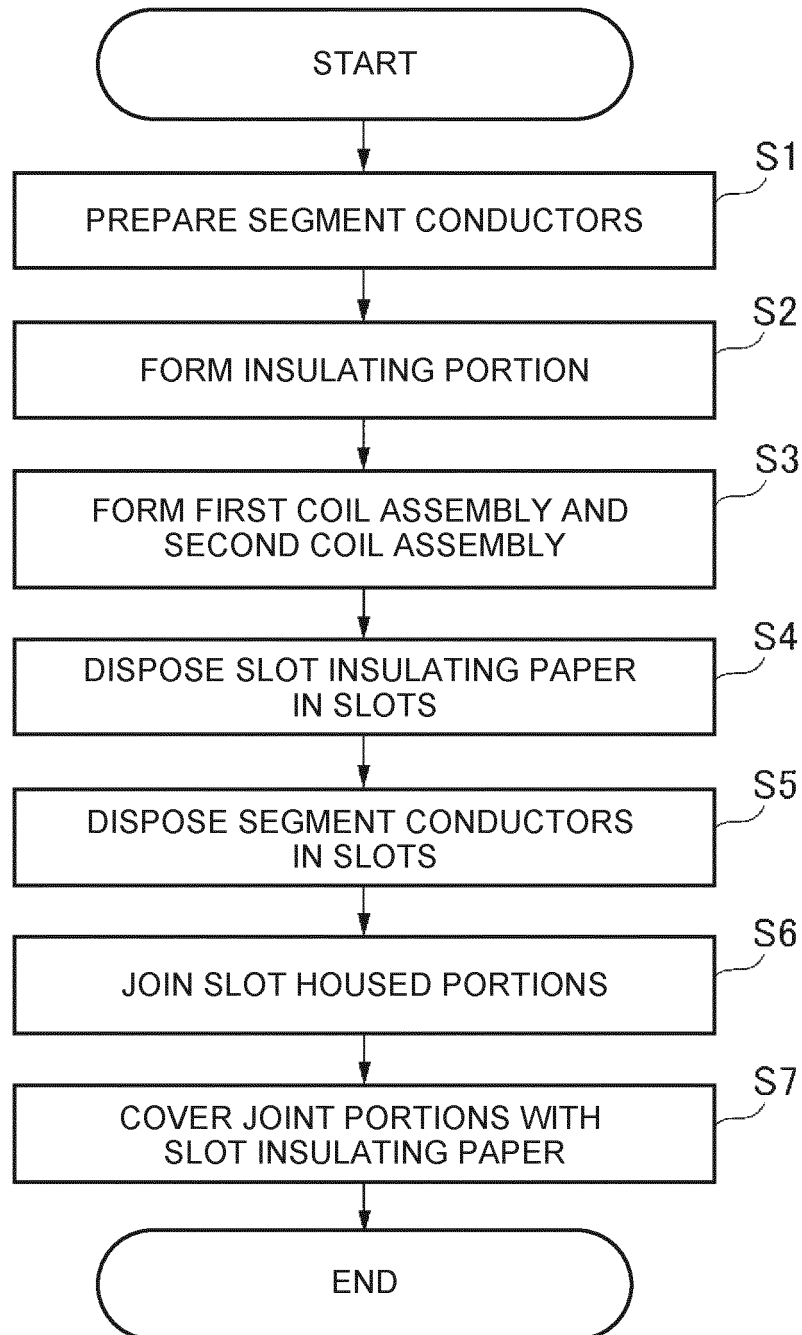 START
S1
PREPARE SEGMENT CONDUCTORS
S2
FORM INSULATING PORTION
S3
FORM FIRST COIL ASSEMBLY AND
SECOND COIL ASSEMBLY
S4
DISPOSE SLOT INSULATING PAPER
IN SLOTS
S5
DISPOSE SEGMENT CONDUCTORS
IN SLOTS
S6
JOIN SLOT HOUSED PORTIONS
S7
COVER JOINT PORTIONS WITH
SLOT INSULATING PAPER
END